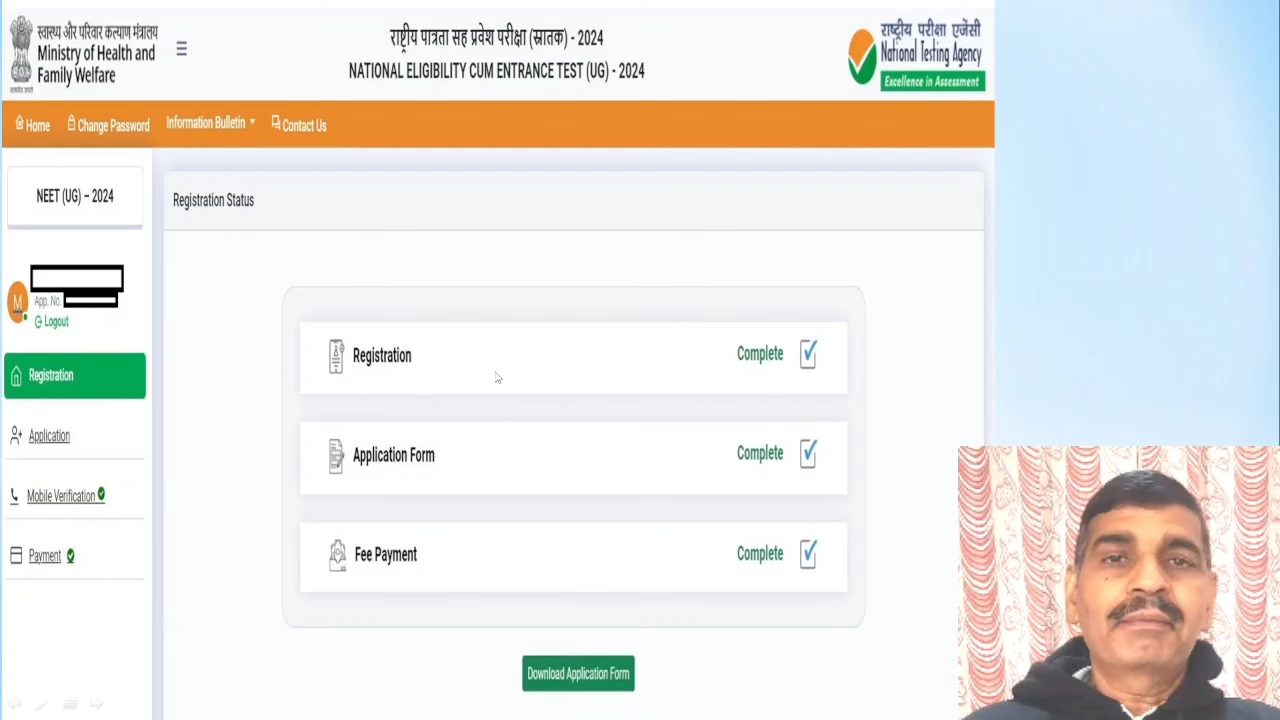 स्वास्थ्य और परिवार कल्याण मंत्रालय
Ministry of Health and
Family Welfare
राष्ट्रीय पात्रता सह प्रवेश परीक्षा (स्नातक) - 2024
NATIONAL ELIGIBILITY CUM ENTRANCE TEST (UG) - 2024
राष्ट्रीय परीक्षा एजेंसी
National Testing Agency
Excellence in Assessment
Home Change Password Information Bulletin Contact Us
NEET (UG) – 2024
Registration Status
M
App. No.
Logout
Registration
Application
Mobile Verification
Payment
Registration Complete
Application Form Complete
Fee Payment Complete
Download Application Form